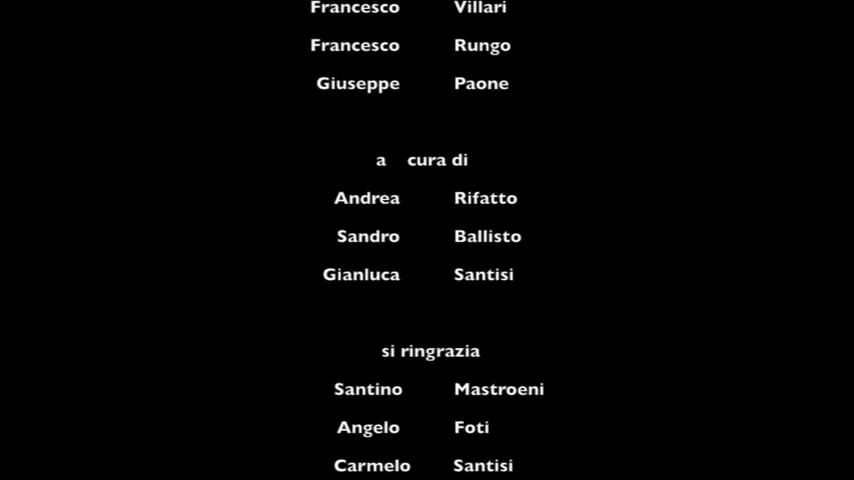 Francesco Villari
Francesco Rungo
Giuseppe Paone
a cura di
Andrea Rifatto
Sandro Ballisto
Gianluca Santisi
si ringrazia
Santino Mastroeni
Angelo Foti
Carmelo Santisi